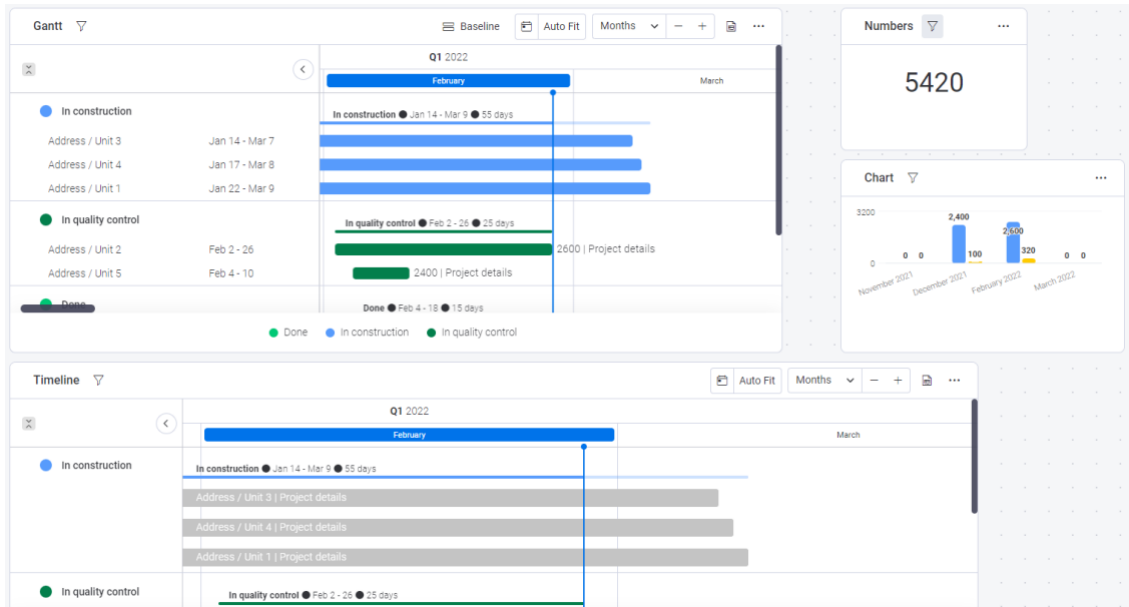 Gantt
Baseline Auto Fit Months
Q1 2022
February March
In construction
In construction ● Jan 14 - Mar 9 ● 55 days
Address / Unit 3 Jan 14 - Mar 7
Address / Unit 4 Jan 17 - Mar 8
Address / Unit 1 Jan 22 - Mar 9
In quality control
In quality control ● Feb 2 - 26 ● 25 days
Address / Unit 2 Feb 2 - 26 2600 | Project details
Address / Unit 5 Feb 4 - 10 2400 | Project details
Done Done ● Feb 4 - 18 ● 15 days
Done In construction In quality control
Numbers
5420
Chart
3200
0
2,400
100
2,600
320
0 0
0 0
November 2021 December 2021 February 2022 March 2022
Timeline
Auto Fit Months
Q1 2022
February March
In construction
In construction ● Jan 14 - Mar 9 ● 55 days
Address / Unit 3 | Project details
Address / Unit 4 | Project details
Address / Unit 1 | Project details
In quality control
In quality control ● Feb 2 - 26 ● 25 days